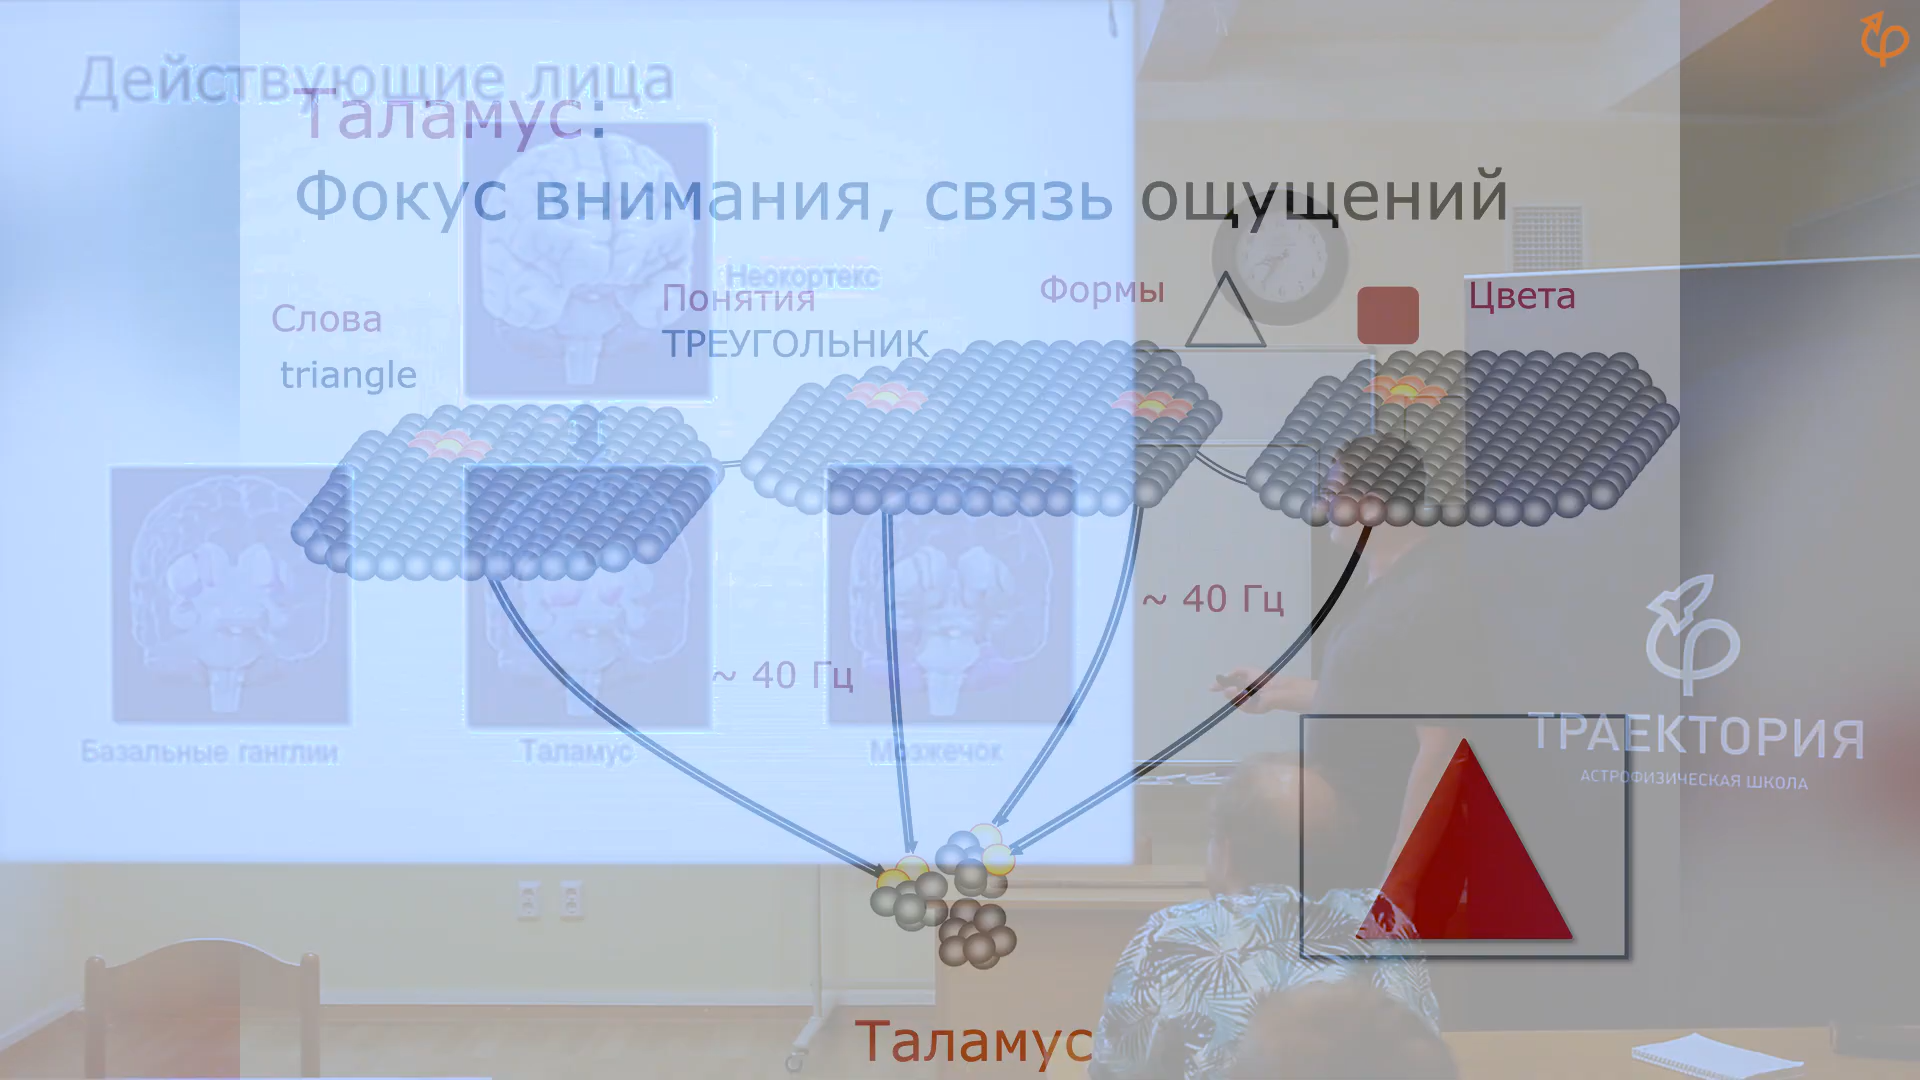 Действующие лица
Таламус:
Фокус внимания, связь ощущений
Неокортекс
Слова
triangle
Понятия
ТРЕУГОЛЬНИК
Формы
Цвета
~ 40 Гц
~ 40 Гц
Базальные ганглии
Таламус
Мозжечок
ТРАЕКТОРИЯ
АСТРОФИЗИЧЕСКАЯ ШКОЛА
Таламус